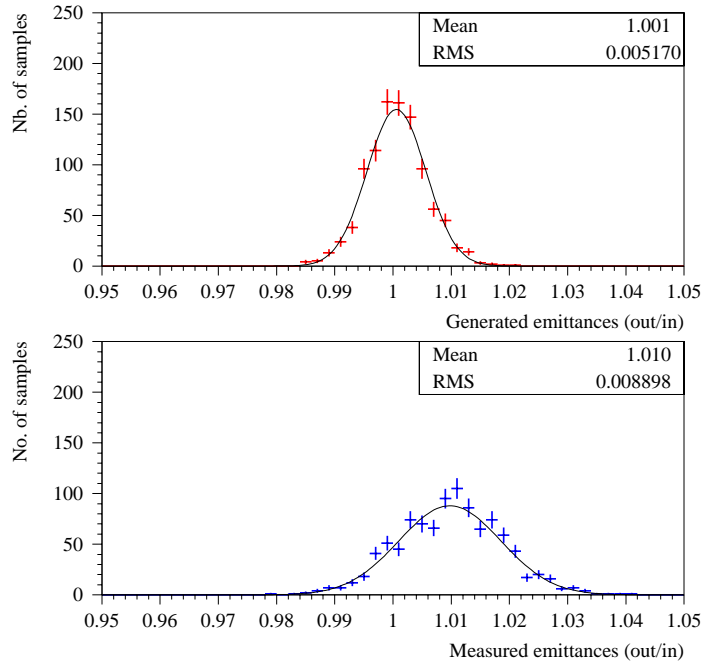 Nb. of samples
250
200
150
100
50
0
Mean 1.001
RMS 0.005170
0.95 0.96 0.97 0.98 0.99 1 1.01 1.02 1.03 1.04 1.05
Generated emittances (out/in)
No. of samples
250
200
150
100
50
0
Mean 1.010
RMS 0.008898
0.95 0.96 0.97 0.98 0.99 1 1.01 1.02 1.03 1.04 1.05
Measured emittances (out/in)